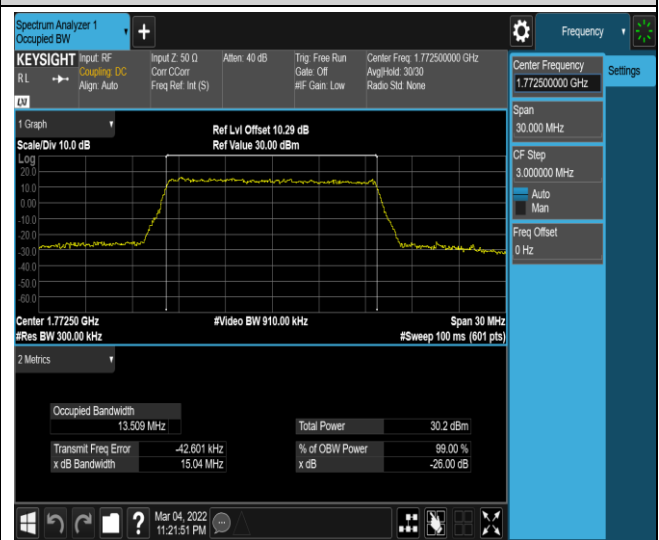 Spectrum Analyzer 1
Occupied BW
+
Frequency
KEYSIGHT Input: RF Input Z: 50 Ω Atten: 40 dB Trig: Free Run Center Freq: 1.772500000 GHz
RL Coupling: DC Corr CCorr Gate: Off Avg|Hold: 30/30
Align: Auto Freq Ref: Int (S) #IF Gain: Low Radio Std: None
LXI
Center Frequency
1.772500000 GHz
Settings
Span
30.000 MHz
CF Step
3.000000 MHz
Auto
Man
Freq Offset
0 Hz
1 Graph
Ref Lvl Offset 10.29 dB
Scale/Div 10.0 dB Ref Value 30.00 dBm
Log
20.0
10.0
0.00
-10.0
-20.0
-30.0
-40.0
-50.0
-60.0
Center 1.77250 GHz #Video BW 910.00 kHz Span 30 MHz
#Res BW 300.00 kHz #Sweep 100 ms (601 pts)
2 Metrics
Occupied Bandwidth
13.509 MHz Total Power 30.2 dBm
Transmit Freq Error -42.601 kHz % of OBW Power 99.00 %
x dB Bandwidth 15.04 MHz x dB -26.00 dB
? Mar 04, 2022
11:21:51 PM